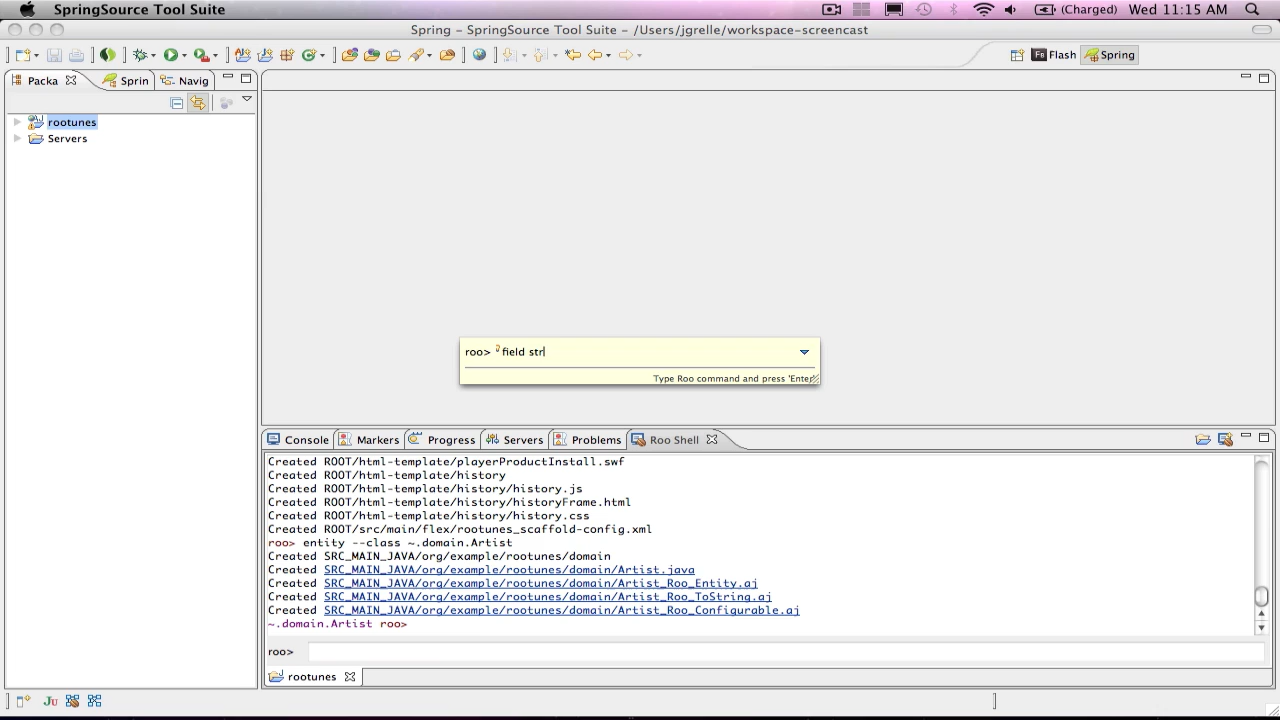 SpringSource Tool Suite
(Charged) Wed 11:15 AM
Spring – SpringSource Tool Suite – /Users/jgrelle/workspace-screencast
Flash
Spring
Packa
Sprin
Navig
rootunes
Servers
roo> field str
Type Roo command and press 'Enter
Console
Markers
Progress
Servers
Problems
Roo Shell
Created ROOT/html-template/playerProductInstall.swf
Created ROOT/html-template/history
Created ROOT/html-template/history/history.js
Created ROOT/html-template/history/historyFrame.html
Created ROOT/html-template/history/history.css
Created ROOT/src/main/flex/rootunes_scaffold-config.xml
roo> entity --class ~.domain.Artist
Created SRC_MAIN_JAVA/org/example/rootunes/domain
Created SRC_MAIN_JAVA/org/example/rootunes/domain/Artist.java
Created SRC_MAIN_JAVA/org/example/rootunes/domain/Artist_Roo_Entity.aj
Created SRC_MAIN_JAVA/org/example/rootunes/domain/Artist_Roo_ToString.aj
Created SRC_MAIN_JAVA/org/example/rootunes/domain/Artist_Roo_Configurable.aj
~.domain.Artist roo>
roo>
rootunes
Ju